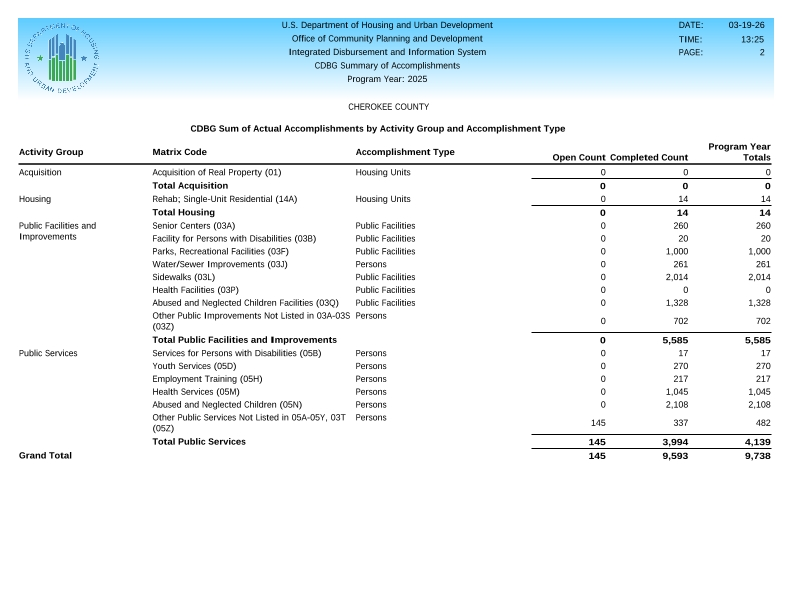 U.S. DEPARTMENT OF HOUSING AND URBAN DEVELOPMENT
U.S. Department of Housing and Urban Development
Office of Community Planning and Development
Integrated Disbursement and Information System
CDBG Summary of Accomplishments
Program Year: 2025
DATE: 03-19-26
TIME: 13:25
PAGE: 2
CHEROKEE COUNTY
CDBG Sum of Actual Accomplishments by Activity Group and Accomplishment Type
Activity Group Matrix Code Accomplishment Type Open Count Completed Count Program Year
Totals
Acquisition Acquisition of Real Property (01) Housing Units 0 0 0
Total Acquisition 0 0 0
Housing Rehab; Single-Unit Residential (14A) Housing Units 0 14 14
Total Housing 0 14 14
Public Facilities and Senior Centers (03A) Public Facilities 0 260 260
Improvements Facility for Persons with Disabilities (03B) Public Facilities 0 20 20
Parks, Recreational Facilities (03F) Public Facilities 0 1,000 1,000
Water/Sewer Improvements (03J) Persons 0 261 261
Sidewalks (03L) Public Facilities 0 2,014 2,014
Health Facilities (03P) Public Facilities 0 0 0
Abused and Neglected Children Facilities (03Q) Public Facilities 0 1,328 1,328
Other Public Improvements Not Listed in 03A-03S Persons 0 702 702
(03Z)
Total Public Facilities and Improvements 0 5,585 5,585
Public Services Services for Persons with Disabilities (05B) Persons 0 17 17
Youth Services (05D) Persons 0 270 270
Employment Training (05H) Persons 0 217 217
Health Services (05M) Persons 0 1,045 1,045
Abused and Neglected Children (05N) Persons 0 2,108 2,108
Other Public Services Not Listed in 05A-05Y, 03T Persons 145 337 482
(05Z)
Total Public Services 145 3,994 4,139
Grand Total 145 9,593 9,738